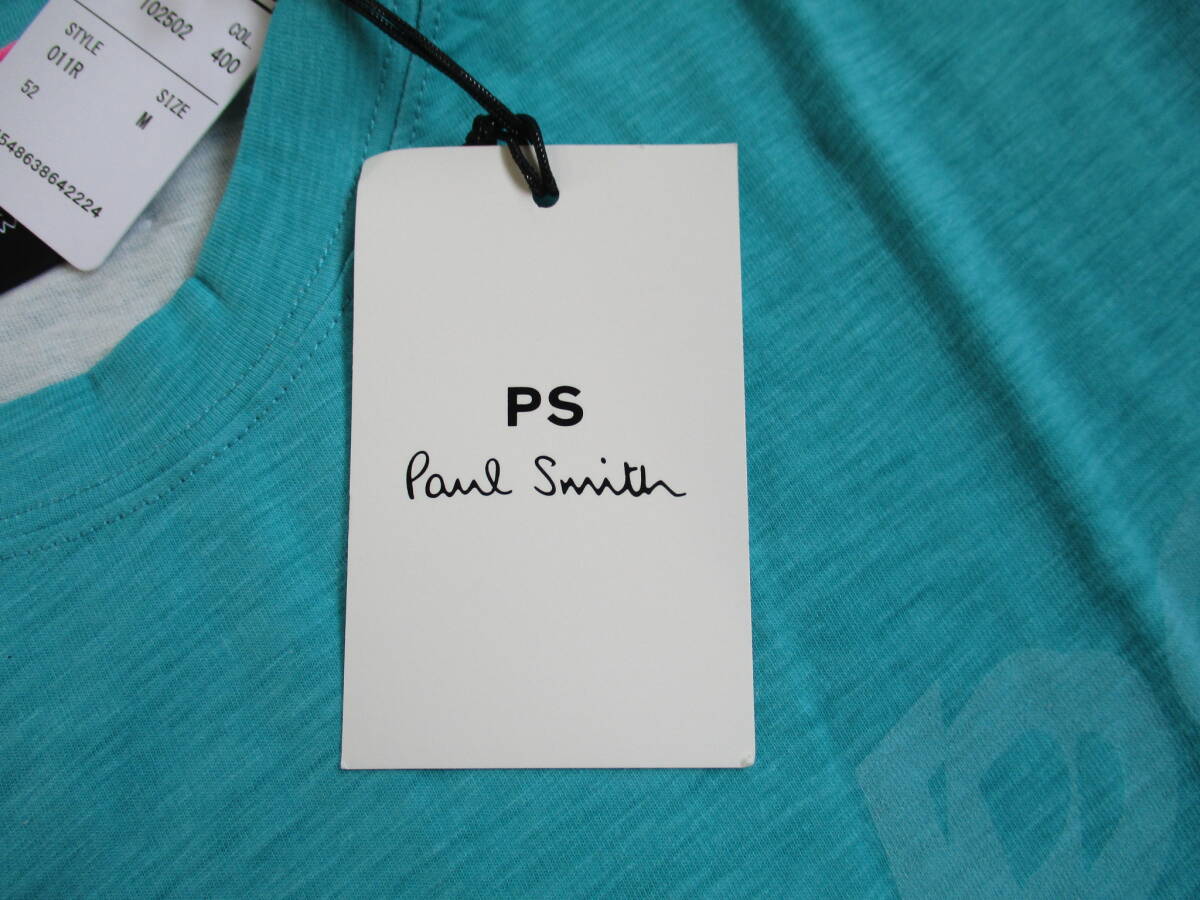 102502 COL.
STYLE 400
011R SIZE
52 M
548638642224
PS
Paul Smith